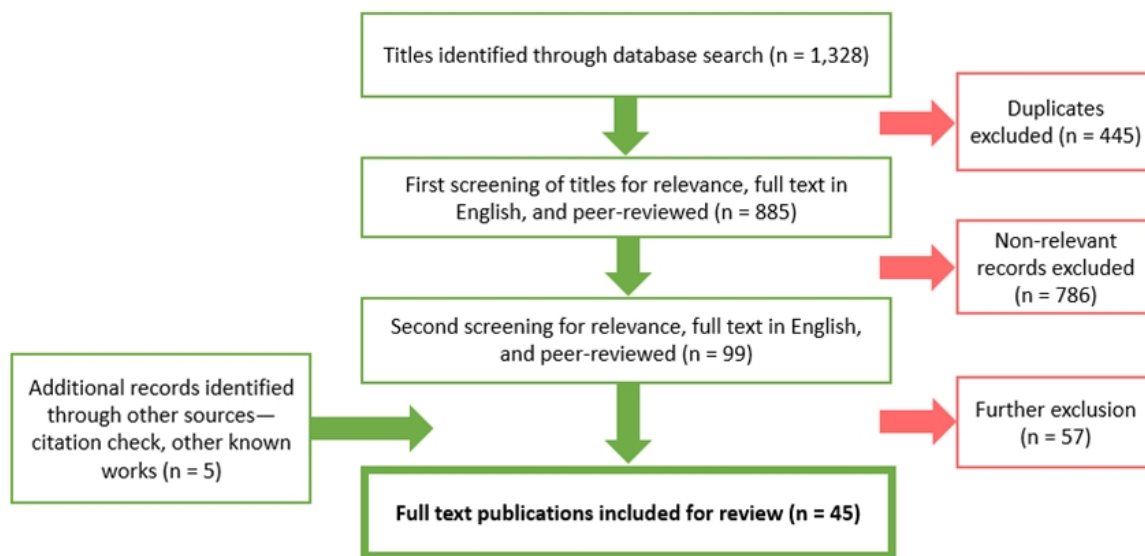 Titles identified through database search (n = 1,328)
Duplicates
excluded (n = 445)
First screening of titles for relevance, full text in
English, and peer-reviewed (n = 885)
Non-relevant
records excluded
(n = 786)
Second screening for relevance, full text in English,
and peer-reviewed (n = 99)
Additional records identified
through other sources—
citation check, other known
works (n = 5)
Further exclusion
(n = 57)
Full text publications included for review (n = 45)